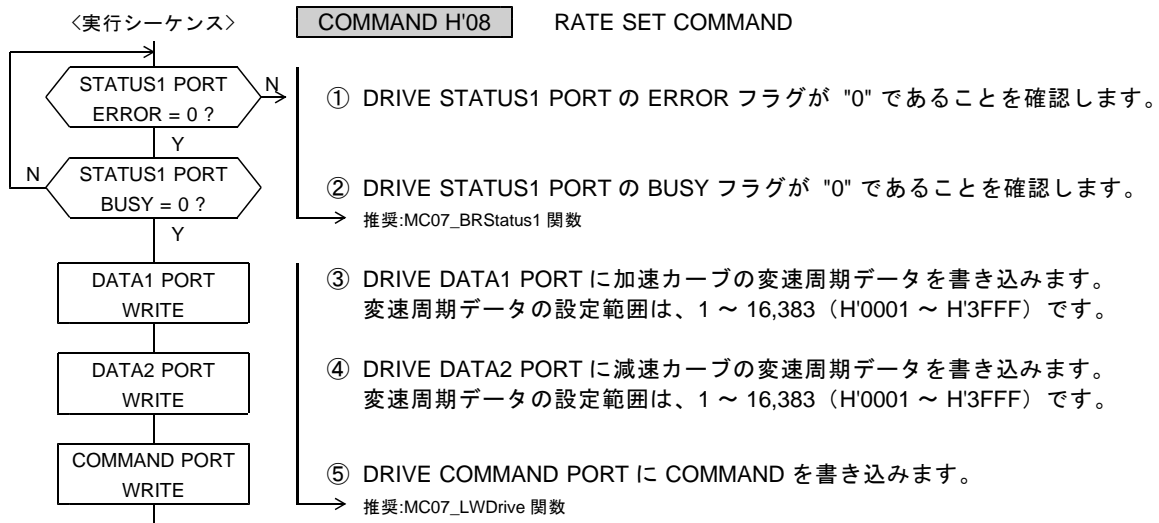 〈実行シーケンス〉
COMMAND H'08
RATE SET COMMAND
STATUS1 PORT
ERROR = 0 ?
N
Y
① DRIVE STATUS1 PORT の ERROR フラグが "0" であることを確認します。
N
STATUS1 PORT
BUSY = 0 ?
Y
② DRIVE STATUS1 PORT の BUSY フラグが "0" であることを確認します。
推奨:MC07_BRStatus1 関数
DATA1 PORT
WRITE
③ DRIVE DATA1 PORT に加速カーブの変速周期データを書き込みます。
変速周期データの設定範囲は、1 ～ 16,383（H'0001 ～ H'3FFF）です。
DATA2 PORT
WRITE
④ DRIVE DATA2 PORT に減速カーブの変速周期データを書き込みます。
変速周期データの設定範囲は、1 ～ 16,383（H'0001 ～ H'3FFF）です。
COMMAND PORT
WRITE
⑤ DRIVE COMMAND PORT に COMMAND を書き込みます。
推奨:MC07_LWDrive 関数